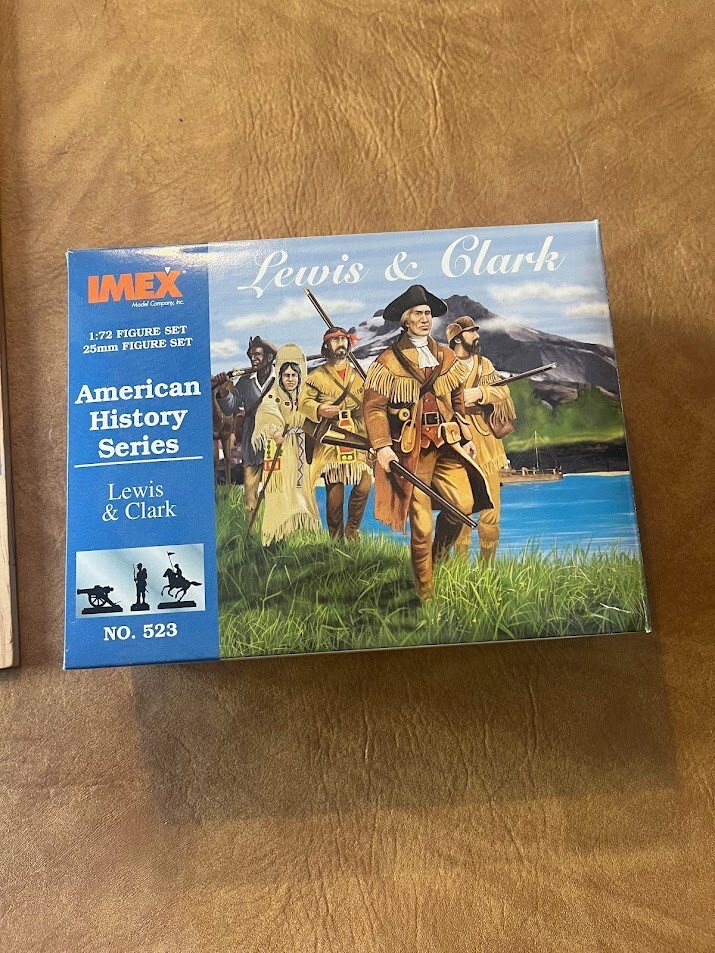 Lewis & Clark
IMEX
Model Company, Inc.
1:72 FIGURE SET
25mm FIGURE SET
American
History
Series
Lewis
& Clark
NO. 523